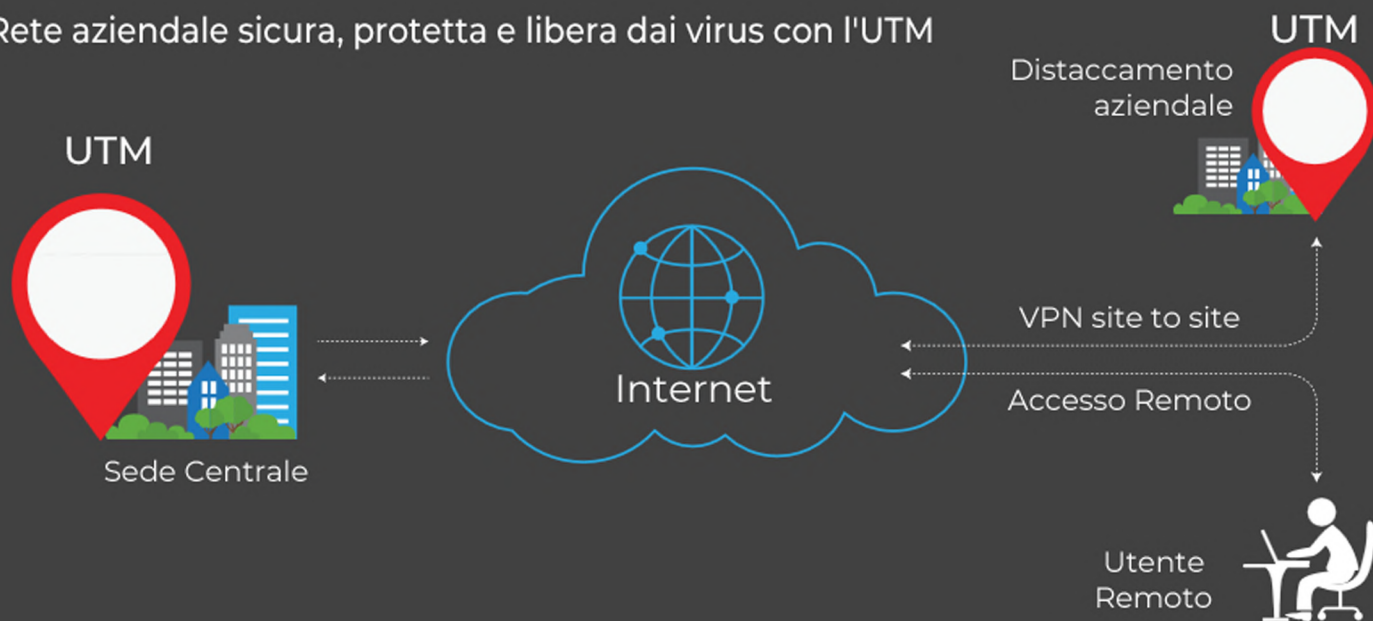 Rete aziendale sicura, protetta e libera dai virus con l'UTM
UTM
Distaccamento
aziendale
UTM
VPN site to site
Internet
Accesso Remoto
Sede Centrale
Utente
Remoto